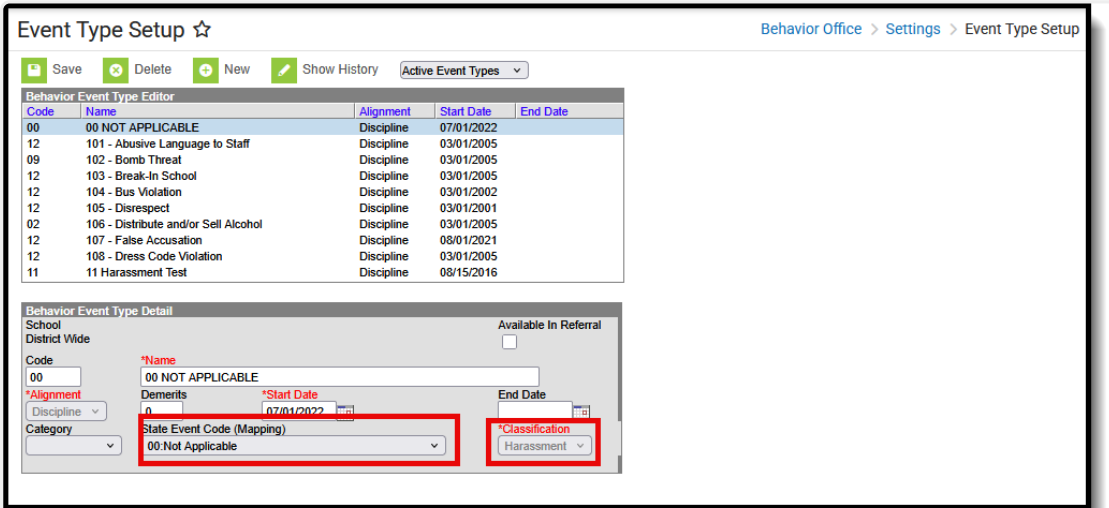 Event Type Setup ☆ Behavior Office > Settings > Event Type Setup
Save Delete New Show History Active Event Types
Behavior Event Type Editor
Code Name Alignment Start Date End Date
00 00 NOT APPLICABLE Discipline 07/01/2022
12 101 - Abusive Language to Staff Discipline 03/01/2005
09 102 - Bomb Threat Discipline 03/01/2005
12 103 - Break-In School Discipline 03/01/2005
12 104 - Bus Violation Discipline 03/01/2002
12 105 - Disrespect Discipline 03/01/2001
02 106 - Distribute and/or Sell Alcohol Discipline 03/01/2005
12 107 - False Accusation Discipline 08/01/2021
12 108 - Dress Code Violation Discipline 03/01/2005
11 11 Harassment Test Discipline 08/15/2016
Behavior Event Type Detail
School Available In Referral
District Wide
Code *Name
00 00 NOT APPLICABLE
*Alignment Demerits *Start Date End Date
Discipline 0 07/01/2022
Category State Event Code (Mapping) *Classification
00:Not Applicable Harassment